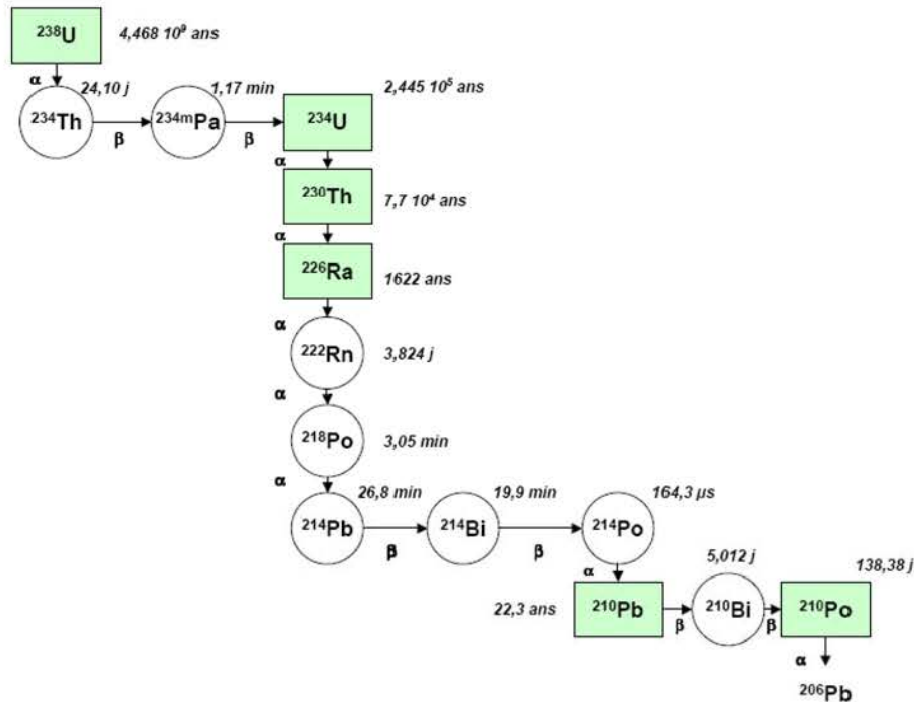 ²³⁸U 4,468 10⁹ ans
α 24,10 j 1,17 min 2,445 10⁵ ans
²³⁴Th ²³⁴ᵐPa ²³⁴U
β β
α
²³⁰Th 7,7 10⁴ ans
α
²²⁶Ra 1622 ans
α
²²²Rn 3,824 j
α
²¹⁸Po 3,05 min
α 26,8 min 19,9 min 164,3 µs
²¹⁴Pb ²¹⁴Bi ²¹⁴Po
β β
α 5,012 j 138,38 j
22,3 ans ²¹⁰Pb ²¹⁰Bi ²¹⁰Po
β β
α
²⁰⁶Pb